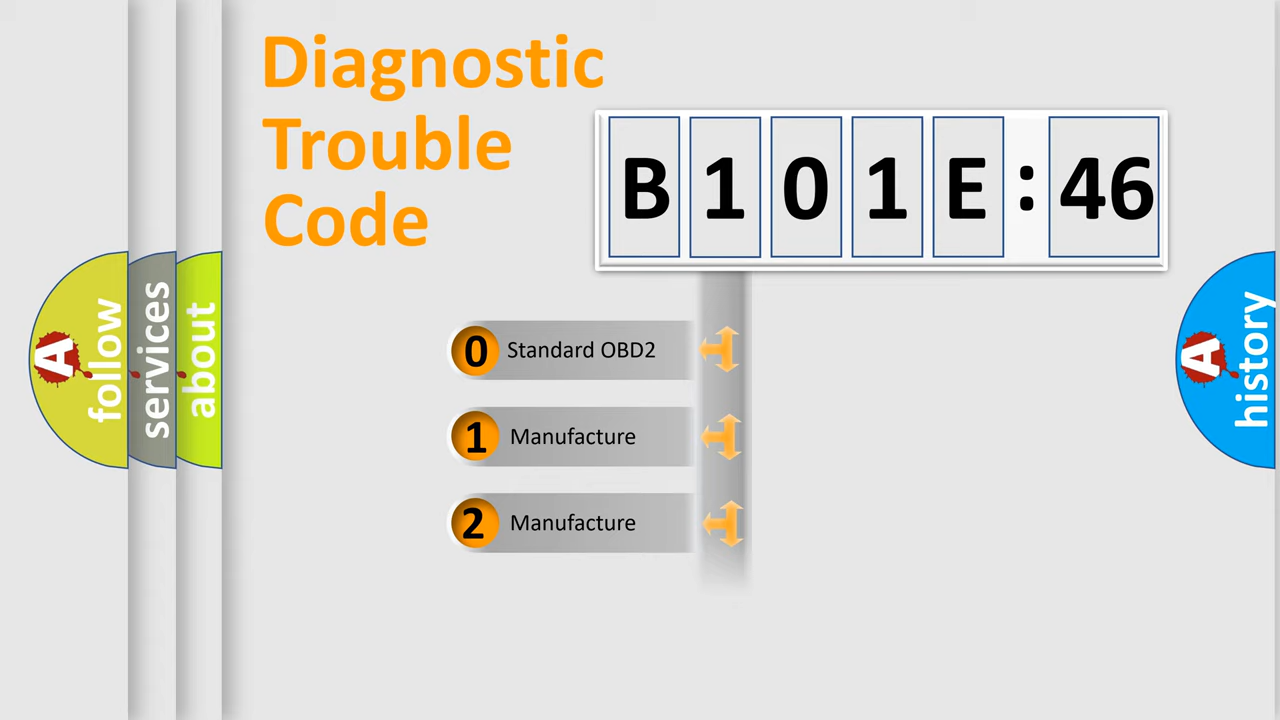 Diagnostic
Trouble
Code
B 1 0 1 E : 46
0 Standard OBD2
1 Manufacture
2 Manufacture
A follow
services
about
A history